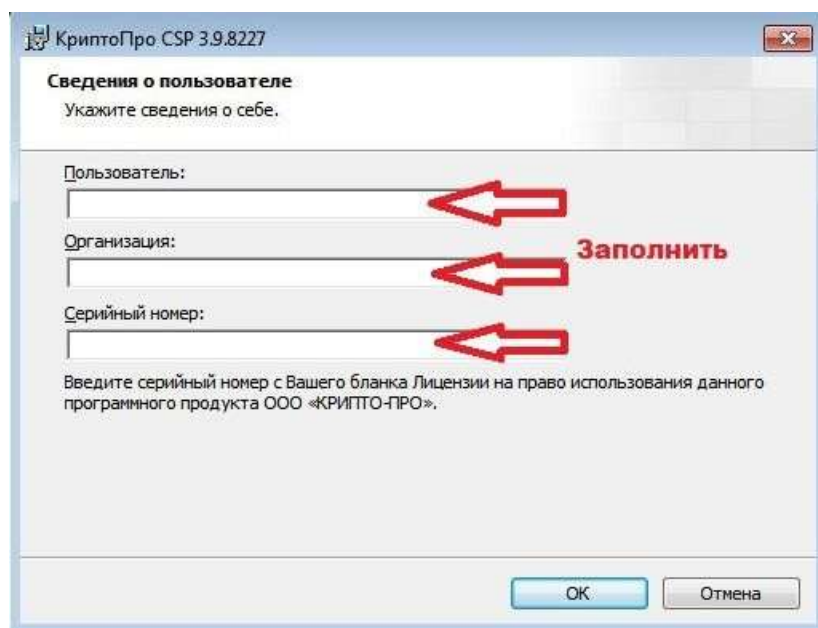 КриптоПро CSP 3.9.8227
Сведения о пользователе
Укажите сведения о себе.
Пользователь:
Организация:
Заполнить
Серийный номер:
Введите серийный номер с Вашего бланка Лицензии на право использования данного
программного продукта ООО «КРИПТО-ПРО».
ОК
Отмена